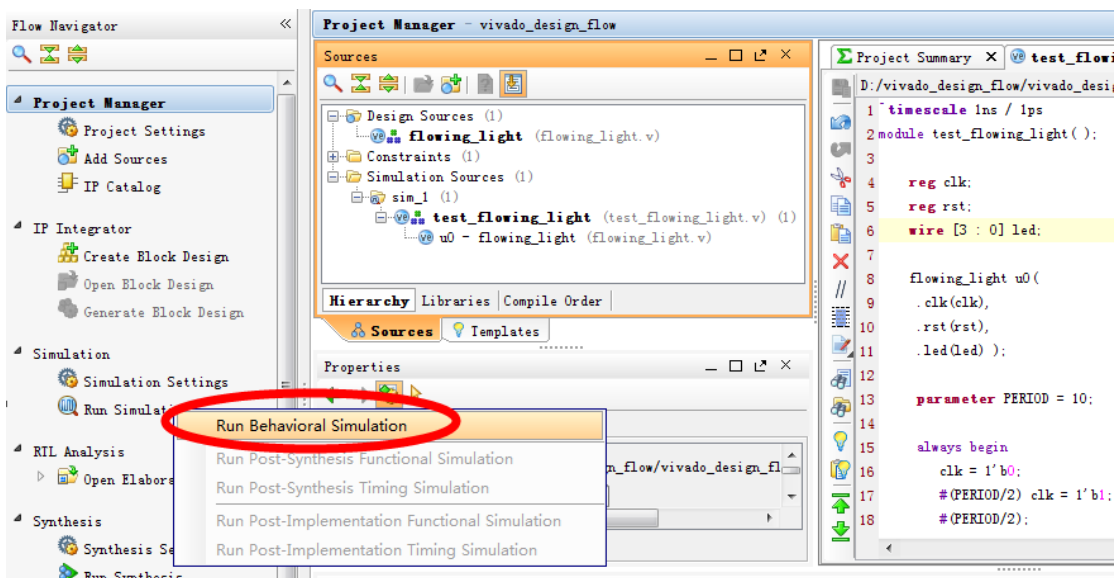 Flow Navigator
Project Manager
Project Settings
Add Sources
IP Catalog
IP Integrator
Create Block Design
Open Block Design
Generate Block Design
Simulation
Simulation Settings
Run Simulat
RTL Analysis
Open Elabors
Synthesis
Synthesis Se
Run Synthesis
Project Manager - vivado_design_flow
Sources
Design Sources (1)
flowing_light (flowing_light.v)
Constraints (1)
Simulation Sources (1)
sim_1 (1)
test_flowing_light (test_flowing_light.v) (1)
u0 - flowing_light (flowing_light.v)
Hierarchy Libraries Compile Order
Sources Templates
Properties
Run Behavioral Simulation
Run Post-Synthesis Functional Simulation
Run Post-Synthesis Timing Simulation
Run Post-Implementation Functional Simulation
Run Post-Implementation Timing Simulation
n_flow/vivado_design_fl
Project Summary test_flowi
D:/vivado_design_flow/vivado_desi
1 `timescale 1ns / 1ps
2 module test_flowing_light( );
3
4 reg clk;
5 reg rst;
6 wire [3 : 0] led;
7
8 flowing_light u0(
9 .clk(clk),
10 .rst(rst),
11 .led(led) );
12
13 parameter PERIOD = 10;
14
15 always begin
16 clk = 1'b0;
17 #(PERIOD/2) clk = 1'b1;
18 #(PERIOD/2);